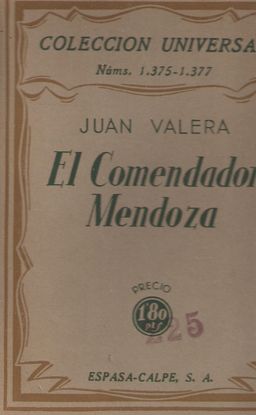 COLECCION UNIVERSA
Núms. 1.375-1.377
JUAN VALERA
El Comendador
Mendoza
PRECIO
1'80
pts
25
ESPASA-CALPE, S. A.